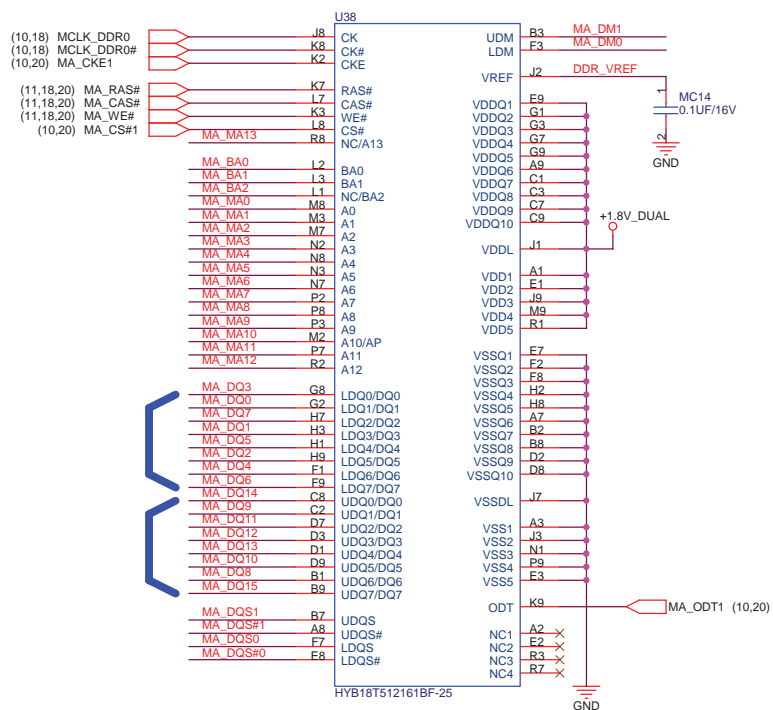 U38
(10,18) MCLK_DDR0 J8 CK
(10,18) MCLK_DDR0# K8 CK#
(10,20) MA_CKE1 K2 CKE
(11,18,20) MA_RAS# K7 RAS#
(11,18,20) MA_CAS# L7 CAS#
(11,18,20) MA_WE# K3 WE#
(10,20) MA_CS#1 L8 CS#
MA_MA13 R8 NC/A13
MA_BA0 L2 BA0
MA_BA1 L3 BA1
MA_BA2 L1 NC/BA2
MA_MA0 M8 A0
MA_MA1 M3 A1
MA_MA2 M7 A2
MA_MA3 N2 A3
MA_MA4 N8 A4
MA_MA5 N3 A5
MA_MA6 N7 A6
MA_MA7 P2 A7
MA_MA8 P8 A8
MA_MA9 P3 A9
MA_MA10 M2 A10/AP
MA_MA11 P7 A11
MA_MA12 R2 A12
MA_DQ3 G8 LDQ0/DQ0
MA_DQ0 G2 LDQ1/DQ1
MA_DQ7 H7 LDQ2/DQ2
MA_DQ1 H3 LDQ3/DQ3
MA_DQ5 H1 LDQ4/DQ4
MA_DQ2 H9 LDQ5/DQ5
MA_DQ4 F1 LDQ6/DQ6
MA_DQ6 F9 LDQ7/DQ7
MA_DQ14 C8 UDQ0/DQ0
MA_DQ9 C2 UDQ1/DQ1
MA_DQ11 D7 UDQ2/DQ2
MA_DQ12 D3 UDQ3/DQ3
MA_DQ13 D1 UDQ4/DQ4
MA_DQ10 D9 UDQ5/DQ5
MA_DQ8 B1 UDQ6/DQ6
MA_DQ15 B9 UDQ7/DQ7
MA_DQS1 B7 UDQS
MA_DQS#1 A8 UDQS#
MA_DQS0 F7 LDQS
MA_DQS#0 E8 LDQS#
UDM B3 MA_DM1
LDM F3 MA_DM0
VREF J2 DDR_VREF
1
MC14
0.1UF/16V
2
GND
VDDQ1 E9
VDDQ2 G1
VDDQ3 G3
VDDQ4 G7
VDDQ5 G9
VDDQ6 A9
VDDQ7 C1
VDDQ8 C3
VDDQ9 C7
VDDQ10 C9
+1.8V_DUAL
VDDL J1
VDD1 A1
VDD2 E1
VDD3 J9
VDD4 M9
VDD5 R1
VSSQ1 E7
VSSQ2 F2
VSSQ3 F8
VSSQ4 H2
VSSQ5 H8
VSSQ6 A7
VSSQ7 B2
VSSQ8 B8
VSSQ9 D2
VSSQ10 D8
VSSDL J7
VSS1 A3
VSS2 J3
VSS3 N1
VSS4 P9
VSS5 E3
ODT K9 MA_ODT1 (10,20)
NC1 A2
NC2 E2
NC3 R3
NC4 R7
GND
HYB18T512161BF-25